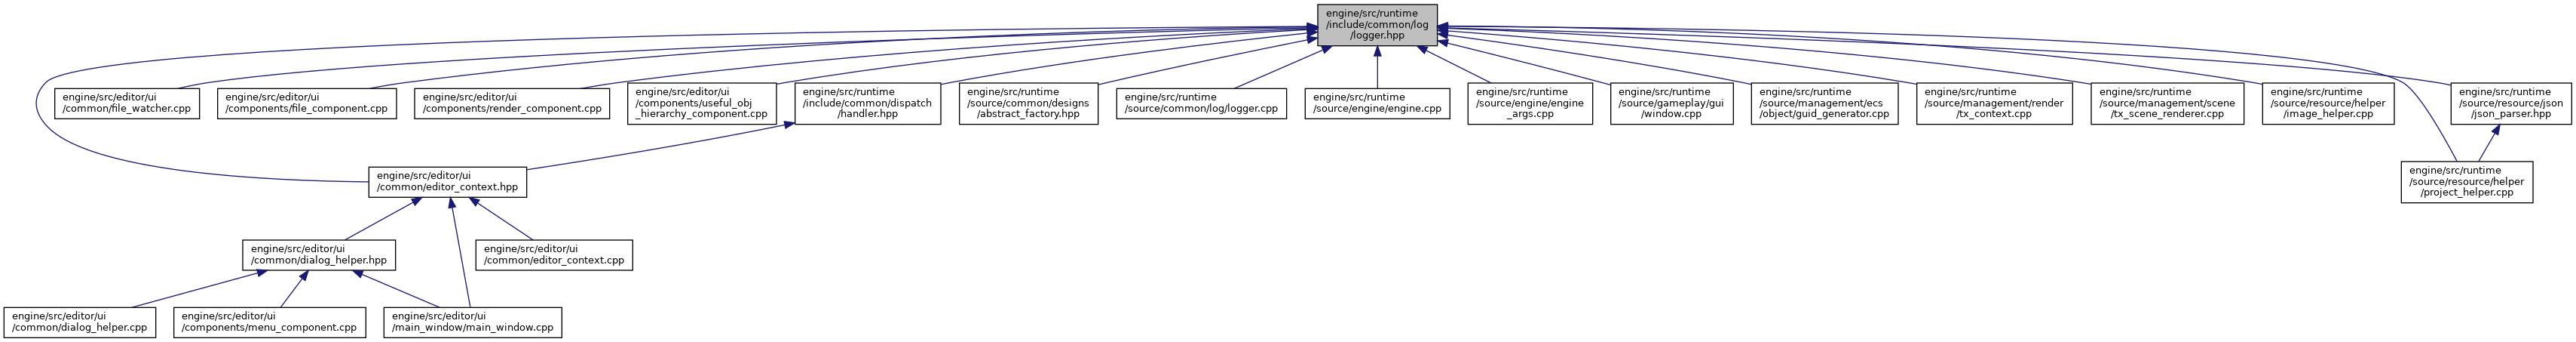 engine/src/runtime
/include/common/log
/logger.hpp
engine/src/editor/ui
/common/file_watcher.cpp
engine/src/editor/ui
/components/file_component.cpp
engine/src/editor/ui
/components/render_component.cpp
engine/src/editor/ui
/components/useful_obj
_hierarchy_component.cpp
engine/src/runtime
/include/common/dispatch
/handler.hpp
engine/src/runtime
/source/common/designs
/abstract_factory.hpp
engine/src/runtime
/source/common/log/logger.cpp
engine/src/runtime
/source/engine/engine.cpp
engine/src/runtime
/source/engine/engine
_args.cpp
engine/src/runtime
/source/gameplay/gui
/window.cpp
engine/src/runtime
/source/management/ecs
/object/guid_generator.cpp
engine/src/runtime
/source/management/render
/tx_context.cpp
engine/src/runtime
/source/management/scene
/tx_scene_renderer.cpp
engine/src/runtime
/source/resource/helper
/image_helper.cpp
engine/src/runtime
/source/resource/json
/json_parser.hpp
engine/src/editor/ui
/common/editor_context.hpp
engine/src/runtime
/source/resource/helper
/project_helper.cpp
engine/src/editor/ui
/common/dialog_helper.hpp
engine/src/editor/ui
/common/editor_context.cpp
engine/src/editor/ui
/common/dialog_helper.cpp
engine/src/editor/ui
/components/menu_component.cpp
engine/src/editor/ui
/main_window/main_window.cpp